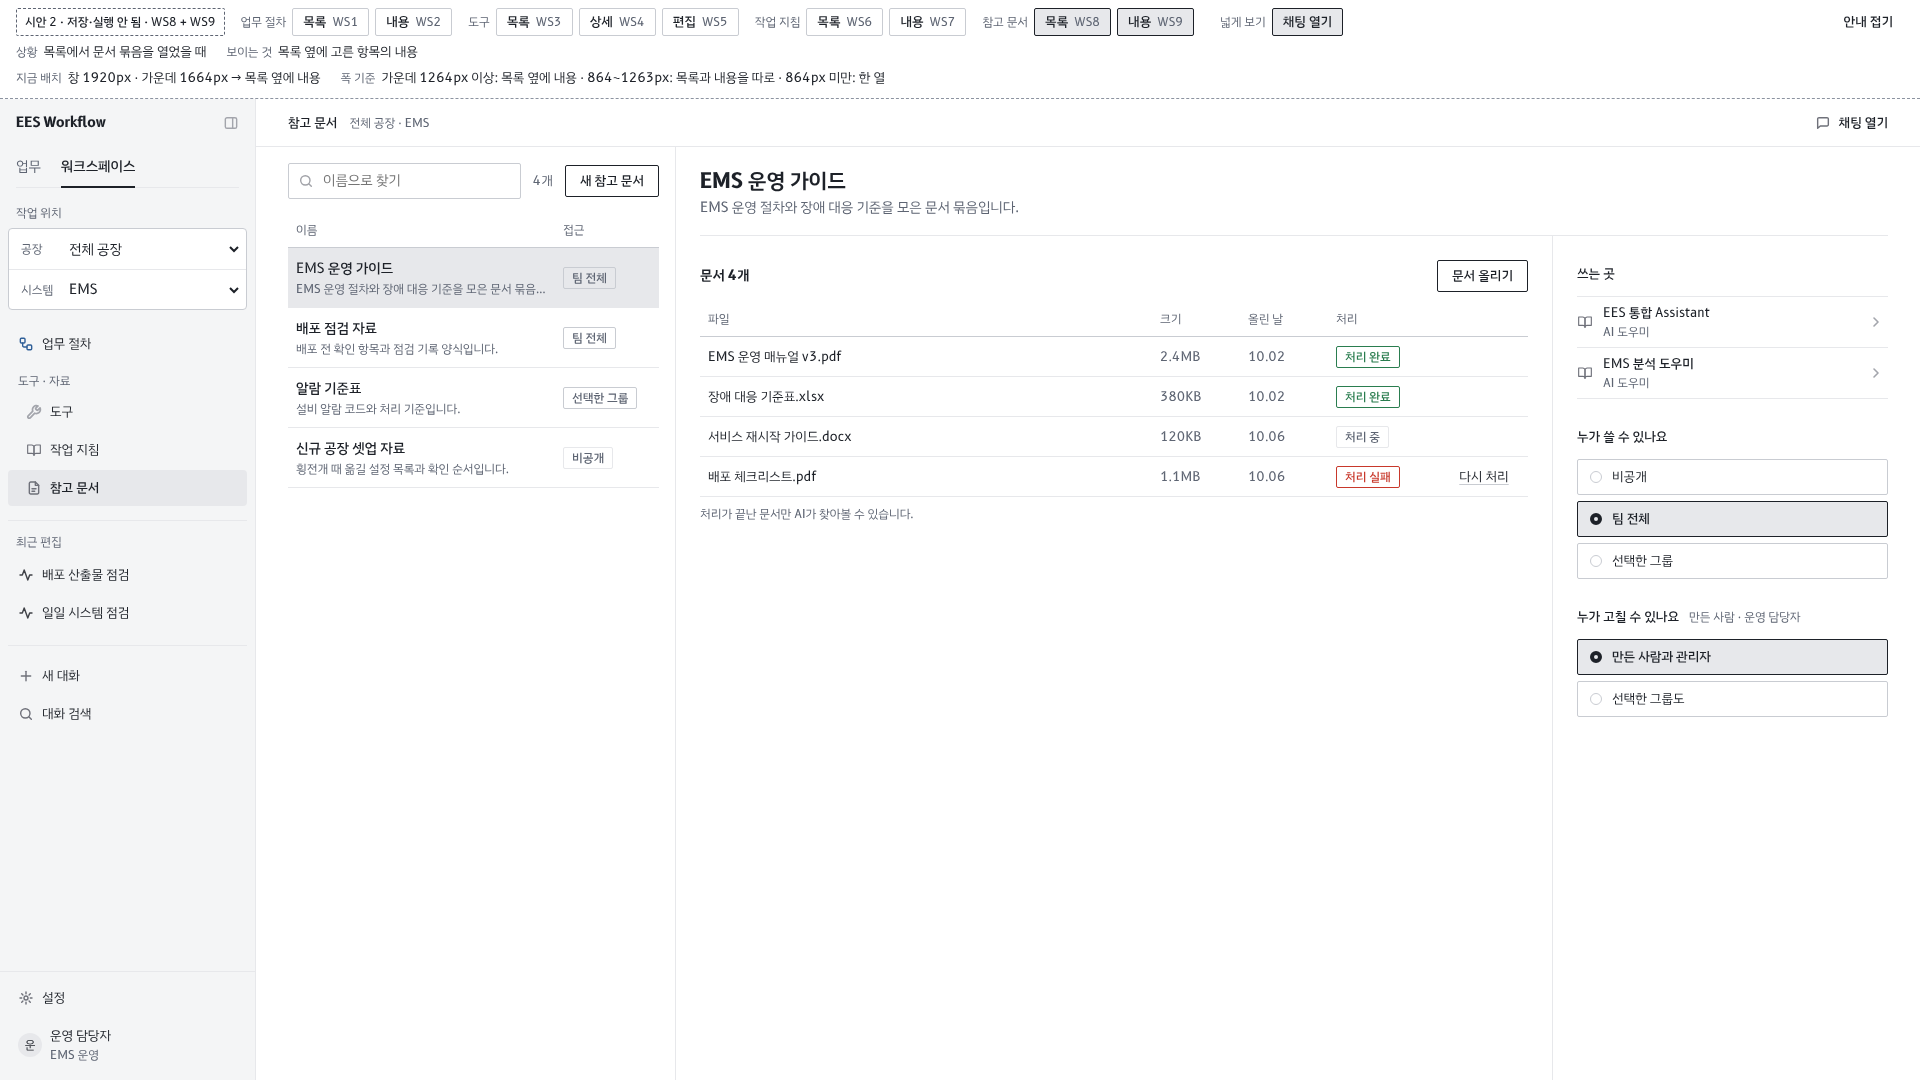 시안 2 · 저장·실행 안 됨 · WS8 + WS9
업무 절차 목록 WS1 내용 WS2 도구 목록 WS3 상세 WS4 편집 WS5 작업 지침 목록 WS6 내용 WS7 참고 문서 목록 WS8 내용 WS9 넓게 보기 채팅 열기 안내 접기
상황 목록에서 문서 묶음을 열었을 때 보이는 것 목록 옆에 고른 항목의 내용
지금 배치 창 1920px · 가운데 1664px → 목록 옆에 내용 폭 기준 가운데 1264px 이상: 목록 옆에 내용 · 864~1263px: 목록과 내용을 따로 · 864px 미만: 한 열
EES Workflow
업무 워크스페이스
작업 위치
공장 전체 공장
시스템 EMS
업무 절차
도구 · 자료
도구
작업 지침
참고 문서
최근 편집
배포 산출물 점검
일일 시스템 점검
새 대화
대화 검색
설정
운 운영 담당자
EMS 운영
참고 문서 전체 공장 · EMS
채팅 열기
이름으로 찾기 4개 새 참고 문서
이름 접근
EMS 운영 가이드
EMS 운영 절차와 장애 대응 기준을 모은 문서 묶음...
팀 전체
배포 점검 자료
배포 전 확인 항목과 점검 기록 양식입니다.
팀 전체
알람 기준표
설비 알람 코드와 처리 기준입니다.
선택한 그룹
신규 공장 셋업 자료
횡전개 때 옮길 설정 목록과 확인 순서입니다.
비공개
EMS 운영 가이드
EMS 운영 절차와 장애 대응 기준을 모은 문서 묶음입니다.
문서 4개 문서 올리기
파일 크기 올린 날 처리
EMS 운영 매뉴얼 v3.pdf 2.4MB 10.02 처리 완료
장애 대응 기준표.xlsx 380KB 10.02 처리 완료
서비스 재시작 가이드.docx 120KB 10.06 처리 중
배포 체크리스트.pdf 1.1MB 10.06 처리 실패 다시 처리
처리가 끝난 문서만 AI가 찾아볼 수 있습니다.
쓰는 곳
EES 통합 Assistant
AI 도우미
EMS 분석 도우미
AI 도우미
누가 쓸 수 있나요
비공개
팀 전체
선택한 그룹
누가 고칠 수 있나요 만든 사람 · 운영 담당자
만든 사람과 관리자
선택한 그룹도